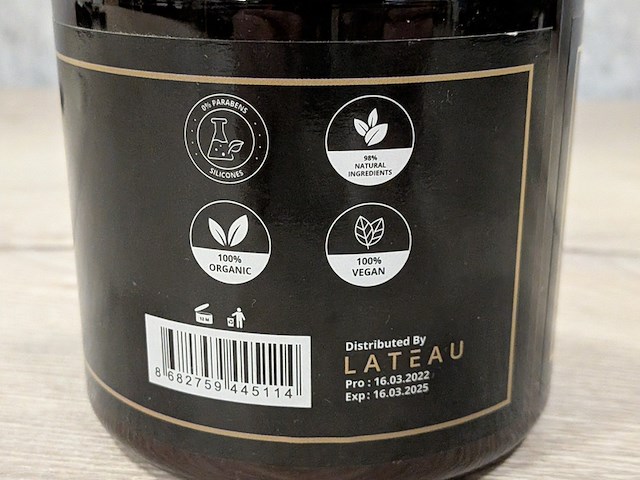 0% PARABENS
SILICONES
98%
NATURAL
INGREDIENTS
100%
ORGANIC
100%
VEGAN
12 M
8 682759 445114
Distributed By
LATEAU
Pro : 16.03.2022
Exp : 16.03.2025